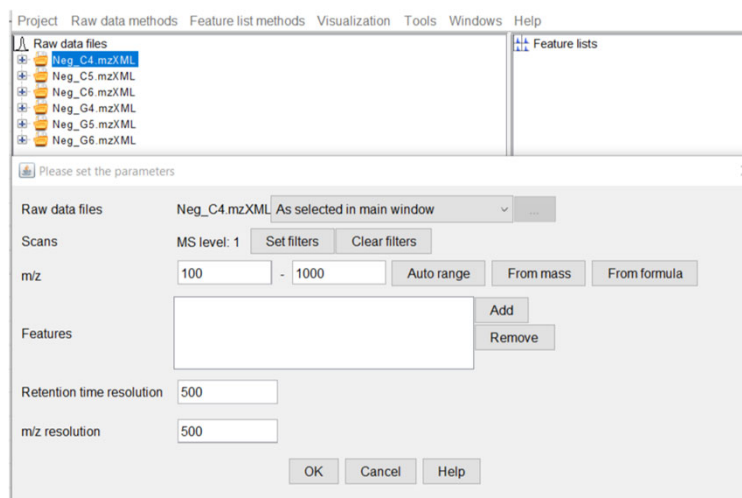 Project Raw data methods Feature list methods Visualization Tools Windows Help
Raw data files
Neg_C4.mzXML
Neg_C5.mzXML
Neg_C6.mzXML
Neg_G4.mzXML
Neg_G5.mzXML
Neg_G6.mzXML
Feature lists
Please set the parameters
Raw data files Neg_C4.mzXML As selected in main window ...
Scans MS level: 1 Set filters Clear filters
m/z 100 - 1000 Auto range From mass From formula
Features Add
Remove
Retention time resolution 500
m/z resolution 500
OK Cancel Help